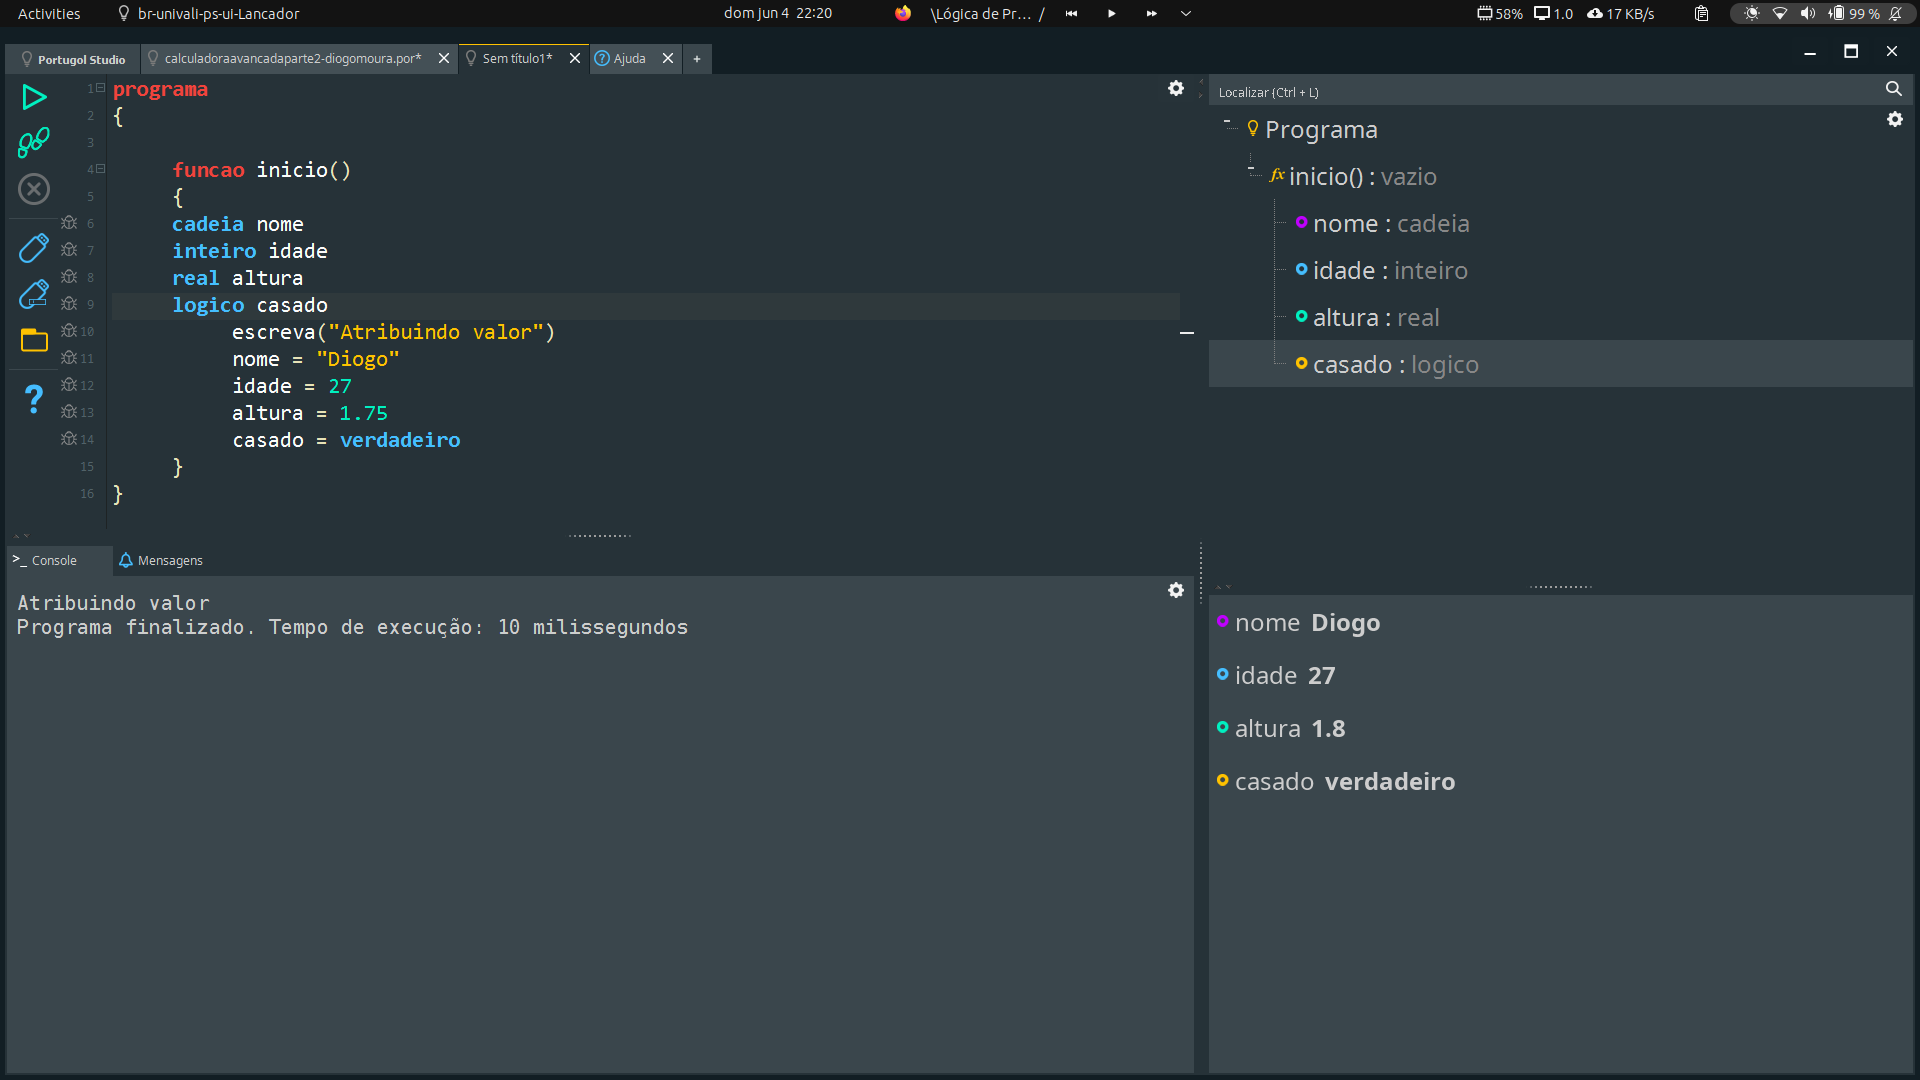 Activities br-univali-ps-ui-Lancador dom jun 4 22:20 \Lógica de Pr... / 58% 1.0 17 KB/s 99 %
Portugol Studio calculadoraavancadaparte2-diogomoura.por* Sem título1* Ajuda +
1 programa
2 {
3
4 funcao inicio()
5 {
6 cadeia nome
7 inteiro idade
8 real altura
9 logico casado
10 escreva("Atribuindo valor")
11 nome = "Diogo"
12 idade = 27
13 altura = 1.75
14 casado = verdadeiro
15 }
16 }
Localizar (Ctrl + L)
Programa
fx inicio() : vazio
nome : cadeia
idade : inteiro
altura : real
casado : logico
>_ Console Mensagens
Atribuindo valor
Programa finalizado. Tempo de execução: 10 milissegundos
nome Diogo
idade 27
altura 1.8
casado verdadeiro